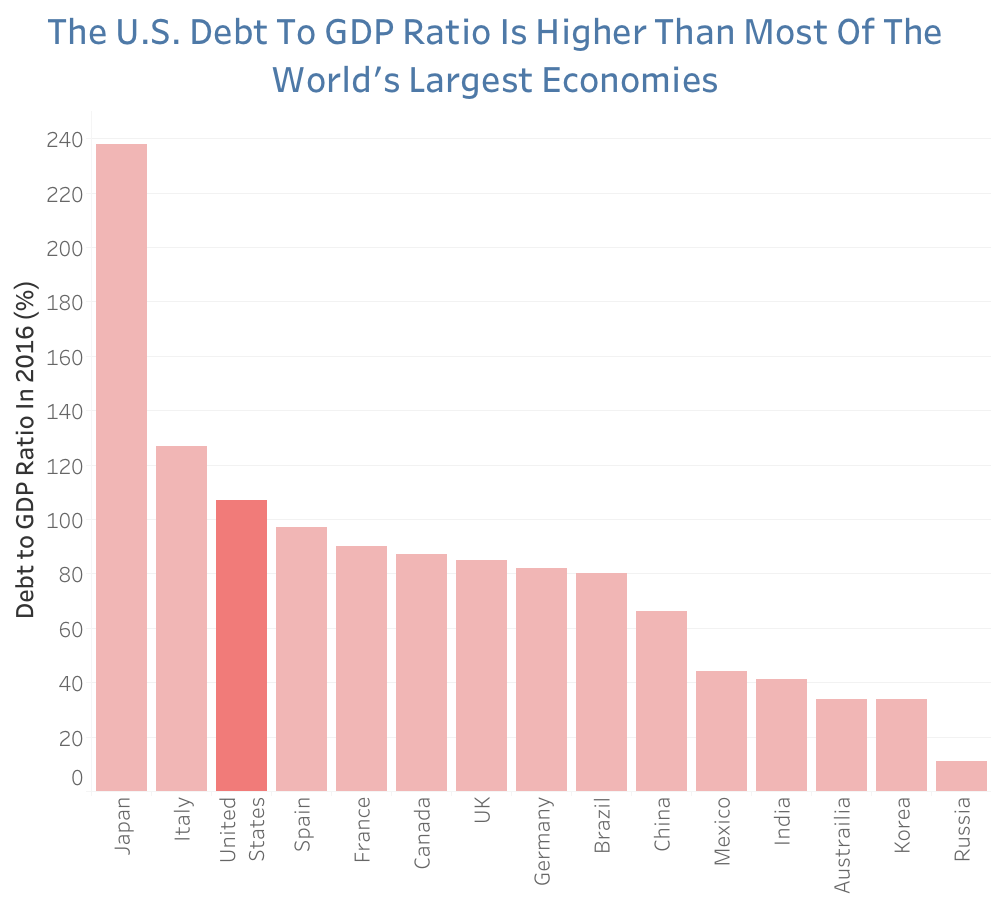 The U.S. Debt To GDP Ratio Is Higher Than Most Of The
World's Largest Economies
Debt to GDP Ratio In 2016 (%)
240
220
200
180
160
140
120
100
80
60
40
20
0
Japan
Italy
United
States
Spain
France
Canada
UK
Germany
Brazil
China
Mexico
India
Austrailia
Korea
Russia